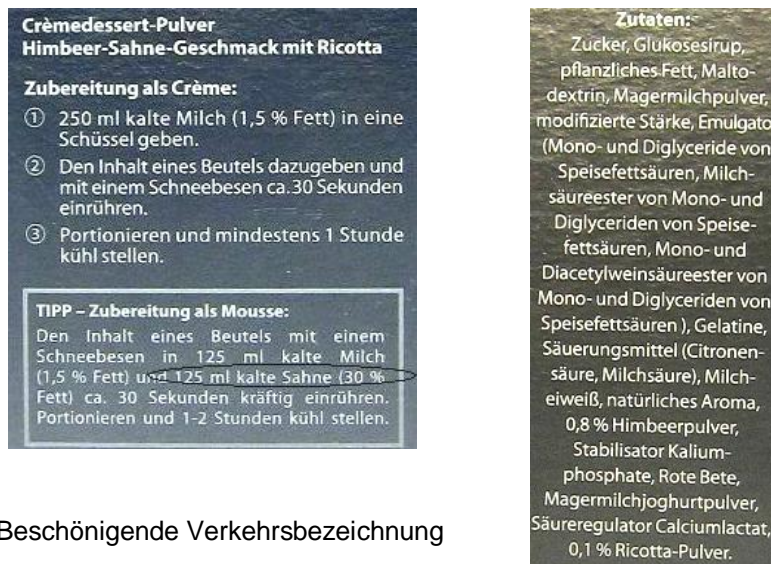 Crèmedessert-Pulver
Himbeer-Sahne-Geschmack mit Ricotta
Zubereitung als Crème:
① 250 ml kalte Milch (1,5 % Fett) in eine
Schüssel geben.
② Den Inhalt eines Beutels dazugeben und
mit einem Schneebesen ca. 30 Sekunden
einrühren.
③ Portionieren und mindestens 1 Stunde
kühl stellen.
TIPP – Zubereitung als Mousse:
Den Inhalt eines Beutels mit einem
Schneebesen in 125 ml kalte Milch
(1,5 % Fett) und 125 ml kalte Sahne (30 %
Fett) ca. 30 Sekunden kräftig einrühren.
Portionieren und 1-2 Stunden kühl stellen.
Beschönigende Verkehrsbezeichnung
Zutaten:
Zucker, Glukosesirup,
pflanzliches Fett, Malto-
dextrin, Magermilchpulver,
modifizierte Stärke, Emulgato
(Mono- und Diglyceride von
Speisefettsäuren, Milch-
säureester von Mono- und
Diglyceriden von Speise-
fettsäuren, Mono- und
Diacetylweinsäureester von
Mono- und Diglyceriden von
Speisefettsäuren ), Gelatine,
Säuerungsmittel (Citronen-
säure, Milchsäure), Milch-
eiweiß, natürliches Aroma,
0,8 % Himbeerpulver,
Stabilisator Kalium-
phosphate, Rote Bete,
Magermilchjoghurtpulver,
Säureregulator Calciumlactat,
0,1 % Ricotta-Pulver.